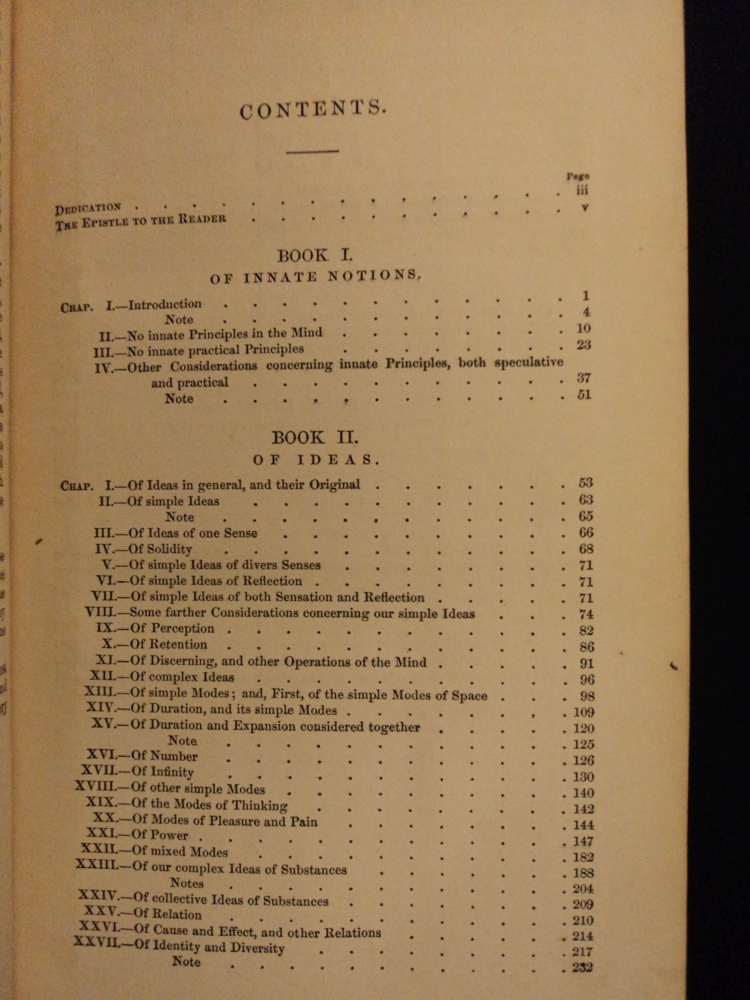 CONTENTS.
Page
DEDICATION . . . . . . . . . . . . . . . iii
THE EPISTLE TO THE READER . . . . . . . . . . . v
BOOK I.
OF INNATE NOTIONS.
CHAP. I.—Introduction . . . . . . . . . . . . 1
Note . . . . . . . . . . . . 4
II.—No innate Principles in the Mind . . . . . . . . 10
III.—No innate practical Principles . . . . . . . . 23
IV.—Other Considerations concerning innate Principles, both speculative
and practical . . . . . . . . . . . 37
Note . . . . . . . . . . . . 51
BOOK II.
OF IDEAS.
CHAP. I.—Of Ideas in general, and their Original . . . . . . . 53
II.—Of simple Ideas . . . . . . . . . . . 63
Note . . . . . . . . . . . . 65
III.—Of Ideas of one Sense . . . . . . . . . . . 66
IV.—Of Solidity . . . . . . . . . . . . 68
V.—Of simple Ideas of divers Senses . . . . . . . . 71
VI.—Of simple Ideas of Reflection . . . . . . . . . 71
VII.—Of simple Ideas of both Sensation and Reflection . . . . . 71
VIII.—Some farther Considerations concerning our simple Ideas . . . 74
IX.—Of Perception . . . . . . . . . . . . 82
X.—Of Retention . . . . . . . . . . . . 86
XI.—Of Discerning, and other Operations of the Mind . . . . . 91
XII.—Of complex Ideas . . . . . . . . . . . 96
XIII.—Of simple Modes; and, First, of the simple Modes of Space . . . 98
XIV.—Of Duration, and its simple Modes . . . . . . . . 109
XV.—Of Duration and Expansion considered together . . . . . 120
Note . . . . . . . . . . . . 125
XVI.—Of Number . . . . . . . . . . . . 126
XVII.—Of Infinity . . . . . . . . . . . . 130
XVIII.—Of other simple Modes . . . . . . . . . . 140
XIX.—Of the Modes of Thinking . . . . . . . . . 142
XX.—Of Modes of Pleasure and Pain . . . . . . . . 144
XXI.—Of Power . . . . . . . . . . . . . 147
XXII.—Of mixed Modes . . . . . . . . . . . 182
XXIII.—Of our complex Ideas of Substances . . . . . . . 188
Notes . . . . . . . . . . . . 204
XXIV.—Of collective Ideas of Substances . . . . . . . . 209
XXV.—Of Relation . . . . . . . . . . . . 210
XXVI.—Of Cause and Effect, and other Relations . . . . . . 214
XXVII.—Of Identity and Diversity . . . . . . . . . 217
Note . . . . . . . . . . . . 232